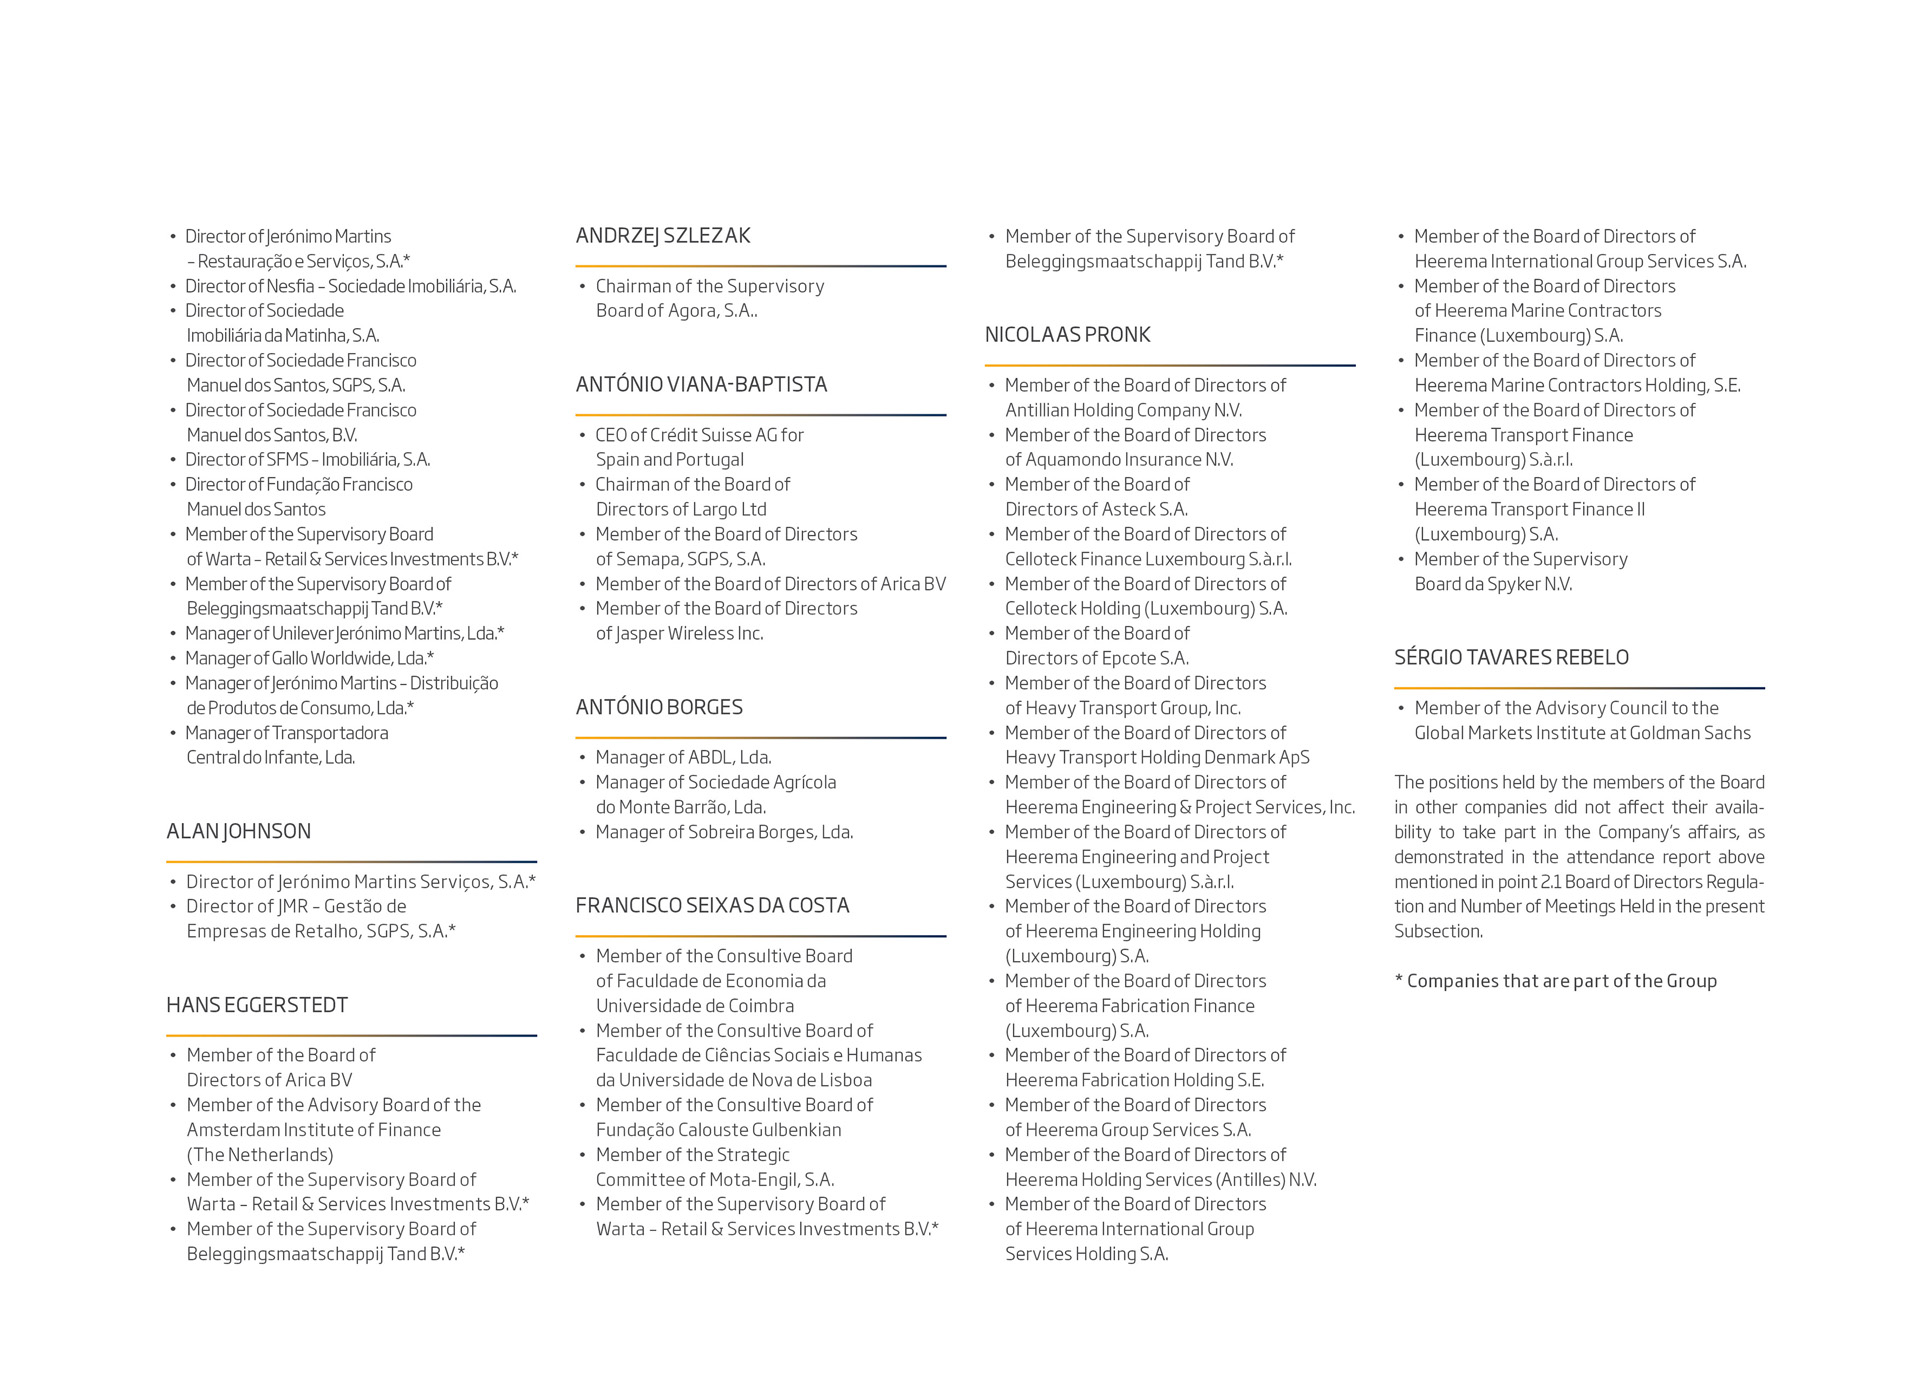 • Director of Jerónimo Martins
– Restauração e Serviços, S.A.*
• Director of Nesfia – Sociedade Imobiliária, S.A.
• Director of Sociedade
Imobiliária da Matinha, S.A.
• Director of Sociedade Francisco
Manuel dos Santos, SGPS, S.A.
• Director of Sociedade Francisco
Manuel dos Santos, B.V.
• Director of SFMS – Imobiliária, S.A.
• Director of Fundação Francisco
Manuel dos Santos
• Member of the Supervisory Board
of Warta – Retail & Services Investments B.V.*
• Member of the Supervisory Board of
Beleggingsmaatschappij Tand B.V.*
• Manager of Unilever Jerónimo Martins, Lda.*
• Manager of Gallo Worldwide, Lda.*
• Manager of Jerónimo Martins – Distribuição
de Produtos de Consumo, Lda.*
• Manager of Transportadora
Central do Infante, Lda.
ALAN JOHNSON
• Director of Jerónimo Martins Serviços, S.A.*
• Director of JMR – Gestão de
Empresas de Retalho, SGPS, S.A.*
HANS EGGERSTEDT
• Member of the Board of
Directors of Arica BV
• Member of the Advisory Board of the
Amsterdam Institute of Finance
(The Netherlands)
• Member of the Supervisory Board of
Warta – Retail & Services Investments B.V.*
• Member of the Supervisory Board of
Beleggingsmaatschappij Tand B.V.*
ANDRZEJ SZLEZAK
• Chairman of the Supervisory
Board of Agora, S.A..
ANTÓNIO VIANA-BAPTISTA
• CEO of Crédit Suisse AG for
Spain and Portugal
• Chairman of the Board of
Directors of Largo Ltd
• Member of the Board of Directors
of Semapa, SGPS, S.A.
• Member of the Board of Directors of Arica BV
• Member of the Board of Directors
of Jasper Wireless Inc.
ANTÓNIO BORGES
• Manager of ABDL, Lda.
• Manager of Sociedade Agrícola
do Monte Barrão, Lda.
• Manager of Sobreira Borges, Lda.
FRANCISCO SEIXAS DA COSTA
• Member of the Consultive Board
of Faculdade de Economia da
Universidade de Coimbra
• Member of the Consultive Board of
Faculdade de Ciências Sociais e Humanas
da Universidade de Nova de Lisboa
• Member of the Consultive Board of
Fundação Calouste Gulbenkian
• Member of the Strategic
Committee of Mota-Engil, S.A.
• Member of the Supervisory Board of
Warta – Retail & Services Investments B.V.*
• Member of the Supervisory Board of
Beleggingsmaatschappij Tand B.V.*
NICOLAAS PRONK
• Member of the Board of Directors of
Antillian Holding Company N.V.
• Member of the Board of Directors
of Aquamondo Insurance N.V.
• Member of the Board of
Directors of Asteck S.A.
• Member of the Board of Directors of
Celloteck Finance Luxembourg S.à.r.l.
• Member of the Board of Directors of
Celloteck Holding (Luxembourg) S.A.
• Member of the Board of
Directors of Epcote S.A.
• Member of the Board of Directors
of Heavy Transport Group, Inc.
• Member of the Board of Directors of
Heavy Transport Holding Denmark ApS
• Member of the Board of Directors of
Heerema Engineering & Project Services, Inc.
• Member of the Board of Directors of
Heerema Engineering and Project
Services (Luxembourg) S.à.r.l.
• Member of the Board of Directors
of Heerema Engineering Holding
(Luxembourg) S.A.
• Member of the Board of Directors
of Heerema Fabrication Finance
(Luxembourg) S.A.
• Member of the Board of Directors of
Heerema Fabrication Holding S.E.
• Member of the Board of Directors
of Heerema Group Services S.A.
• Member of the Board of Directors of
Heerema Holding Services (Antilles) N.V.
• Member of the Board of Directors
of Heerema International Group
Services Holding S.A.
• Member of the Board of Directors of
Heerema International Group Services S.A.
• Member of the Board of Directors
of Heerema Marine Contractors
Finance (Luxembourg) S.A.
• Member of the Board of Directors of
Heerema Marine Contractors Holding, S.E.
• Member of the Board of Directors of
Heerema Transport Finance
(Luxembourg) S.à.r.l.
• Member of the Board of Directors of
Heerema Transport Finance II
(Luxembourg) S.A.
• Member of the Supervisory
Board da Spyker N.V.
SÉRGIO TAVARES REBELO
• Member of the Advisory Council to the
Global Markets Institute at Goldman Sachs
The positions held by the members of the Board
in other companies did not affect their availa-
bility to take part in the Company's affairs, as
demonstrated in the attendance report above
mentioned in point 2.1 Board of Directors Regula-
tion and Number of Meetings Held in the present
Subsection.
* Companies that are part of the Group